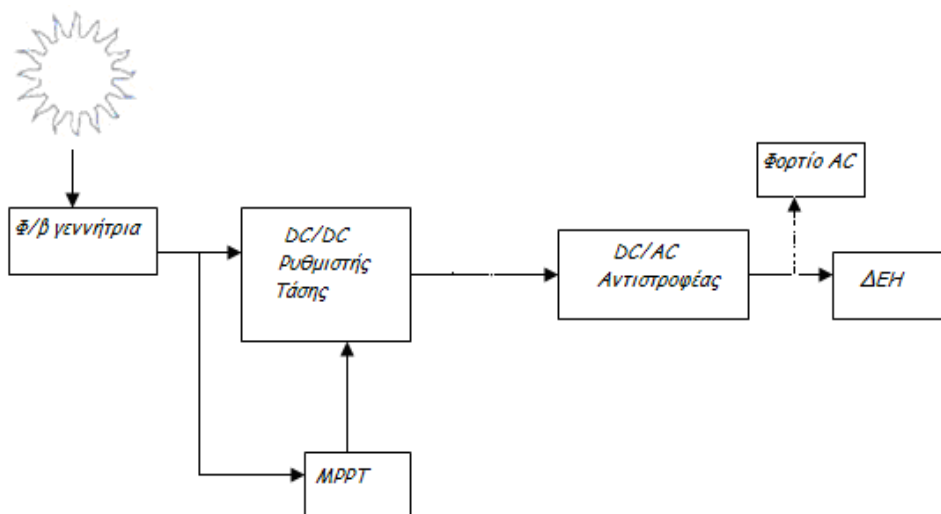 Φορτίο AC
Φ/β γεννήτρια
DC/DC
Ρυθμιστής
Τάσης
DC/AC
Αντιστροφέας
ΔΕΗ
MPPT